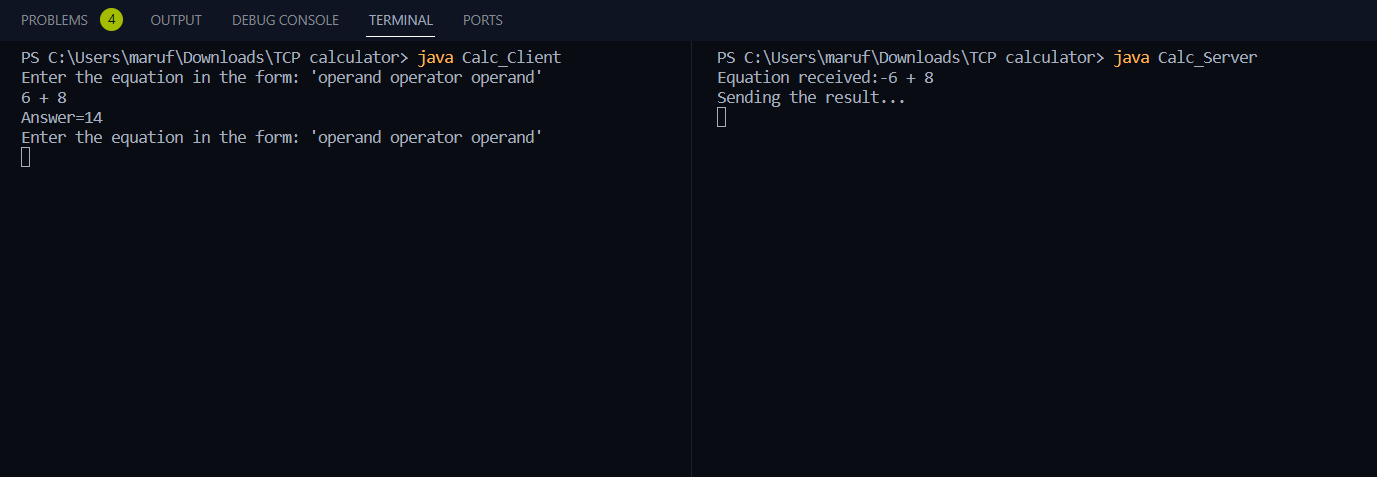 PROBLEMS 4 OUTPUT DEBUG CONSOLE TERMINAL PORTS
PS C:\Users\maruf\Downloads\TCP calculator> java Calc_Client
Enter the equation in the form: 'operand operator operand'
6 + 8
Answer=14
Enter the equation in the form: 'operand operator operand'
PS C:\Users\maruf\Downloads\TCP calculator> java Calc_Server
Equation received:-6 + 8
Sending the result...